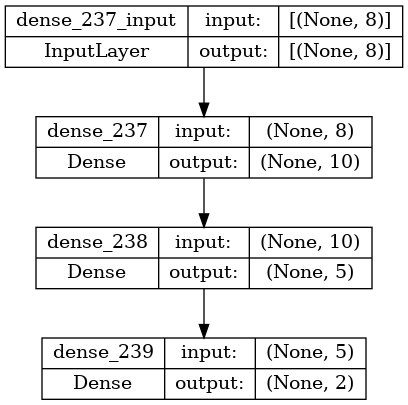 dense_237_input input: [(None, 8)]
InputLayer output: [(None, 8)]
dense_237 input: (None, 8)
Dense output: (None, 10)
dense_238 input: (None, 10)
Dense output: (None, 5)
dense_239 input: (None, 5)
Dense output: (None, 2)